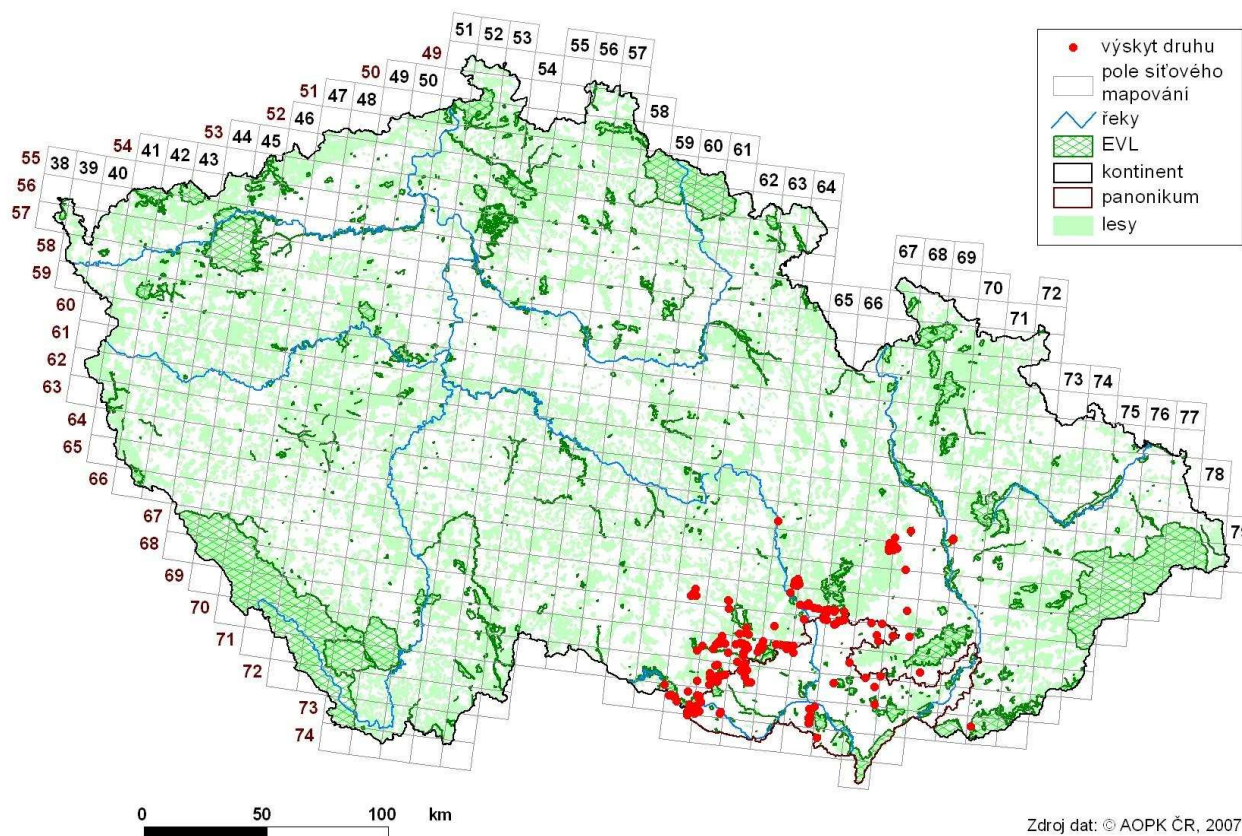 51 52 53
49
55 56 57
54
50 49 50
51 47 48
58
52 46
53 44 45
59 60 61
54 41 42 43
62 63 64
55 38 39 40
56
57
58
59
67 68 69
70
72
65 66
71
60
61
62
63
73 74
75 76 77
64
65
66
78
67
68
79
69
70
71
72
73
74
výskyt druhu
pole síťového
mapování
řeky
EVL
kontinent
panonikum
lesy
0 50 100 km
Zdroj dat: © AOPK ČR, 2007